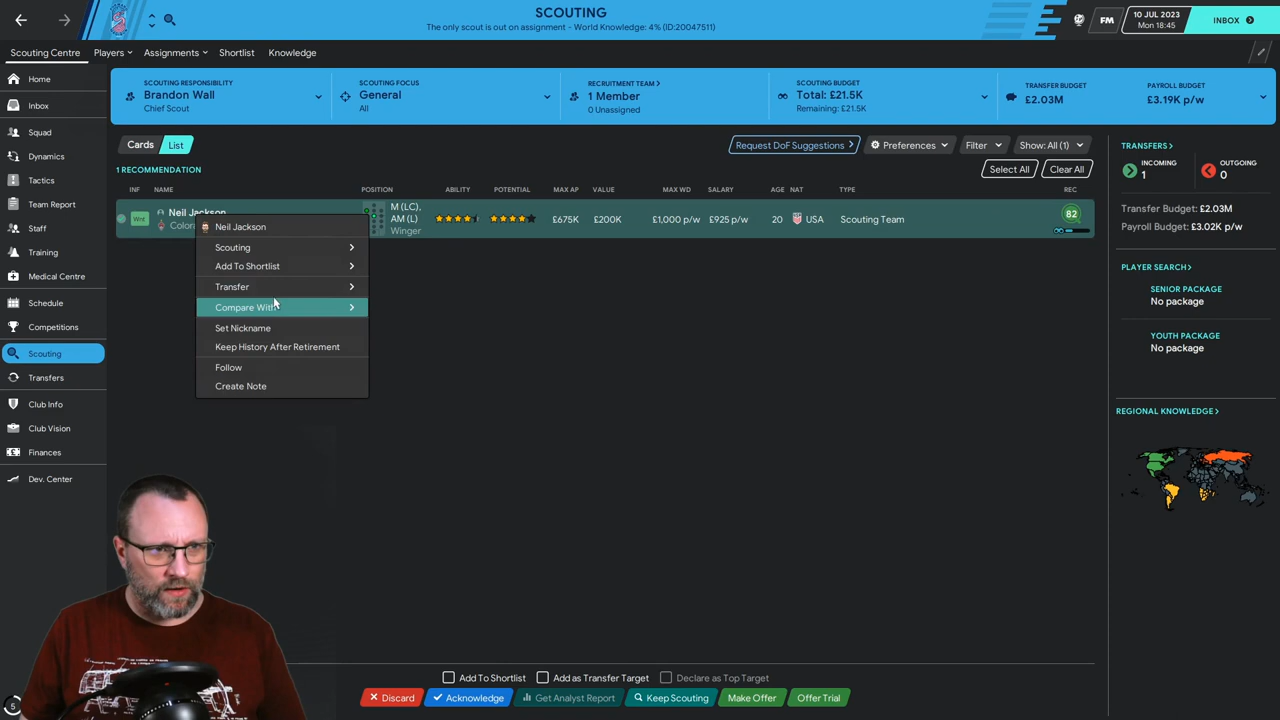 SCOUTING
The only scout is out on assignment - World Knowledge: 4% (ID:20047511)
FM
10 JUL 2023
Mon 18:45
INBOX
Scouting Centre
Players
Assignments
Shortlist
Knowledge
Home
Inbox
Squad
Dynamics
Tactics
Team Report
Staff
Training
Medical Centre
Schedule
Competitions
Scouting
Transfers
Club Info
Club Vision
Finances
Dev. Center
5
SCOUTING RESPONSIBILITY
Brandon Wall
Chief Scout
SCOUTING FOCUS
General
All
RECRUITMENT TEAM
1 Member
0 Unassigned
SCOUTING BUDGET
Total: £21.5K
Remaining: £21.5K
TRANSFER BUDGET
£2.03M
PAYROLL BUDGET
£3.19K p/w
Cards
List
Request DoF Suggestions
Preferences
Filter
Show: All (1)
1 RECOMMENDATION
Select All
Clear All
INF NAME POSITION ABILITY POTENTIAL MAX AP VALUE MAX WD SALARY AGE NAT TYPE REC
Wnt
Neil Jackson
M (LC),
AM (L)
Winger
£675K £200K £1,000 p/w £925 p/w 20 USA Scouting Team 82
Neil Jackson
Scouting
Add To Shortlist
Transfer
Compare With
Set Nickname
Keep History After Retirement
Follow
Create Note
TRANSFERS
INCOMING
1
OUTGOING
0
Transfer Budget: £2.03M
Payroll Budget: £3.02K p/w
PLAYER SEARCH
SENIOR PACKAGE
No package
YOUTH PACKAGE
No package
REGIONAL KNOWLEDGE
Add To Shortlist
Add as Transfer Target
Declare as Top Target
Discard
Acknowledge
Get Analyst Report
Keep Scouting
Make Offer
Offer Trial